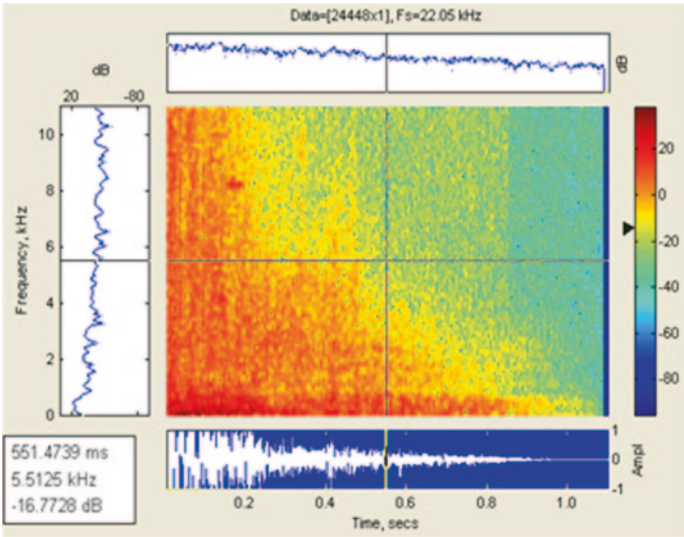 Data=[24448x1], Fs=22.05 kHz
dB
dB
20 -80
10
8
6
4
2
0
Frequency, kHz
20
0
-20
-40
-60
-80
551.4739 ms
5.5125 kHz
-16.7728 dB
1
0
-1
Ampl
0.2 0.4 0.6 0.8 1.0
Time, secs